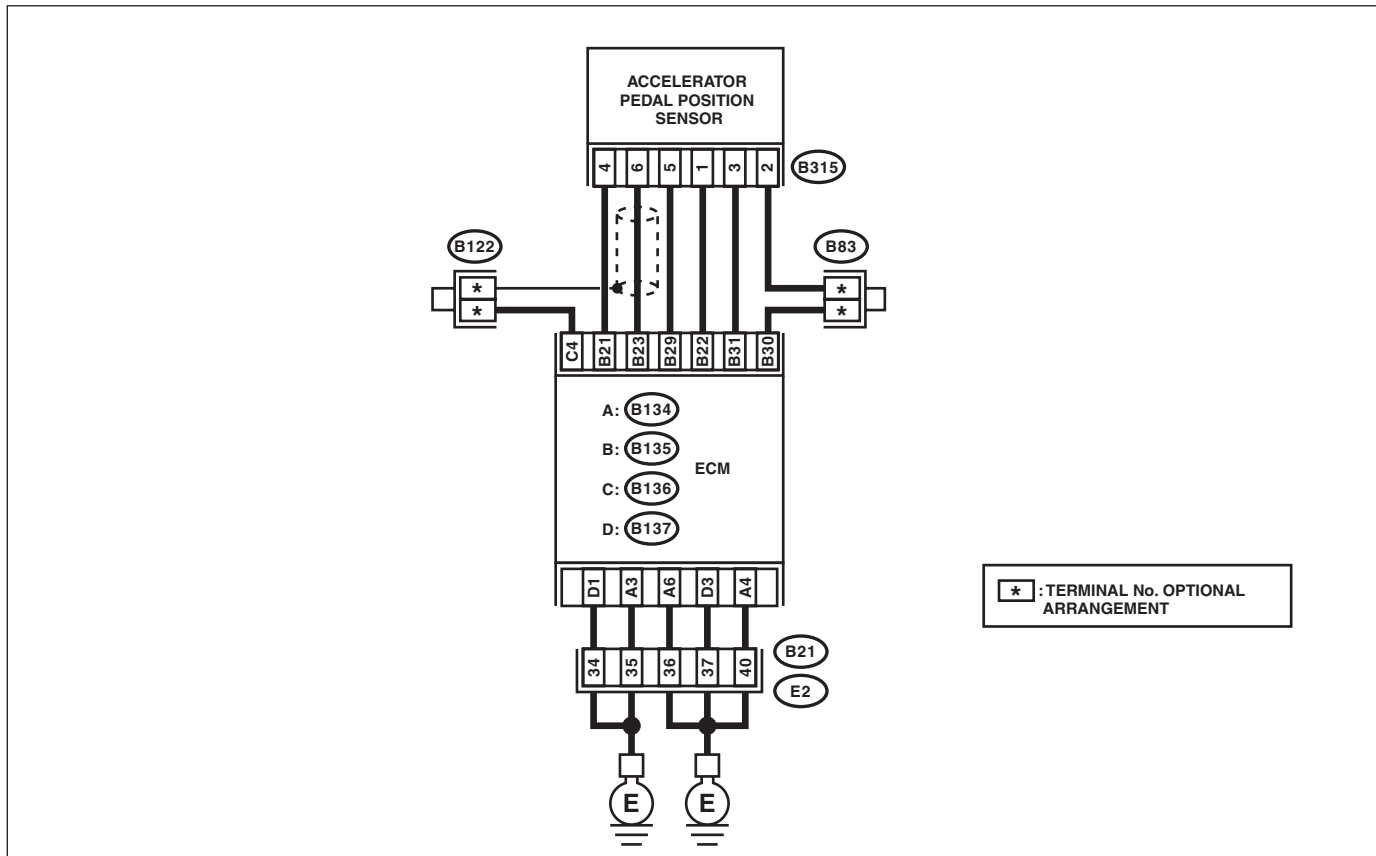 ACCELERATOR
PEDAL POSITION
SENSOR
4 6 5 1 3 2
B315
B122
B83
*
*
*
*
C4 B21 B23 B29 B22 B31 B30
A: B134
B: B135
ECM
C: B136
D: B137
* : TERMINAL No. OPTIONAL
ARRANGEMENT
D1 A3 A6 D3 A4
34 35 36 37 40
B21
E2
E E